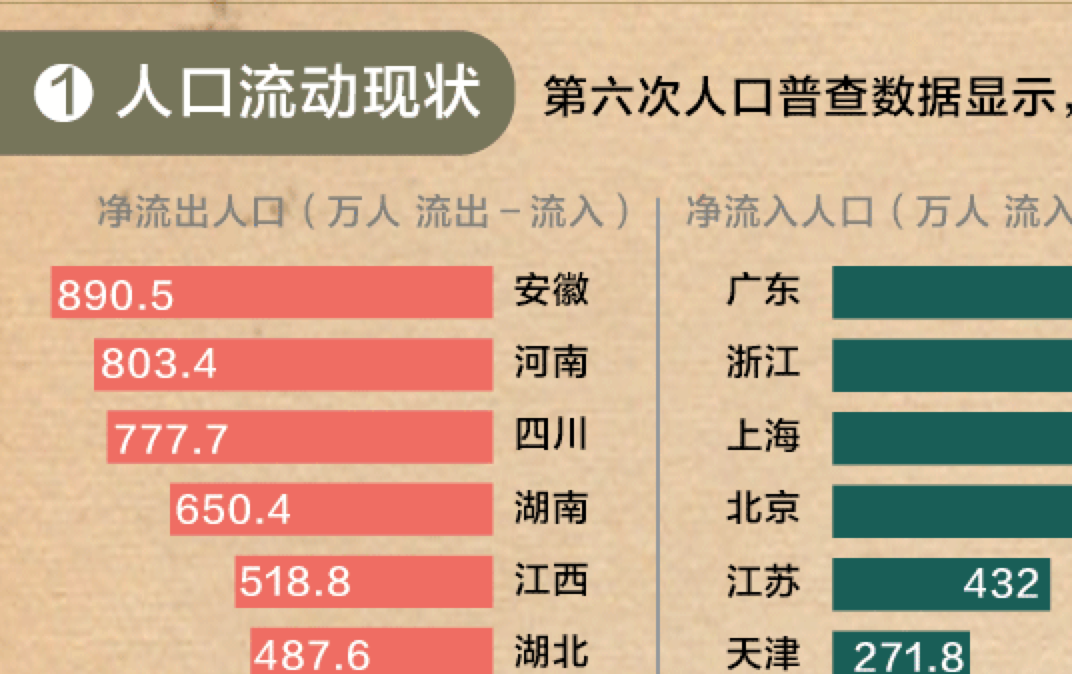 ① 人口流动现状 第六次人口普查数据显示，
净流出人口（万人 流出－流入） 净流入人口（万人 流入
890.5 安徽 广东
803.4 河南 浙江
777.7 四川 上海
650.4 湖南 北京
518.8 江西 江苏 432
487.6 湖北 天津 271.8